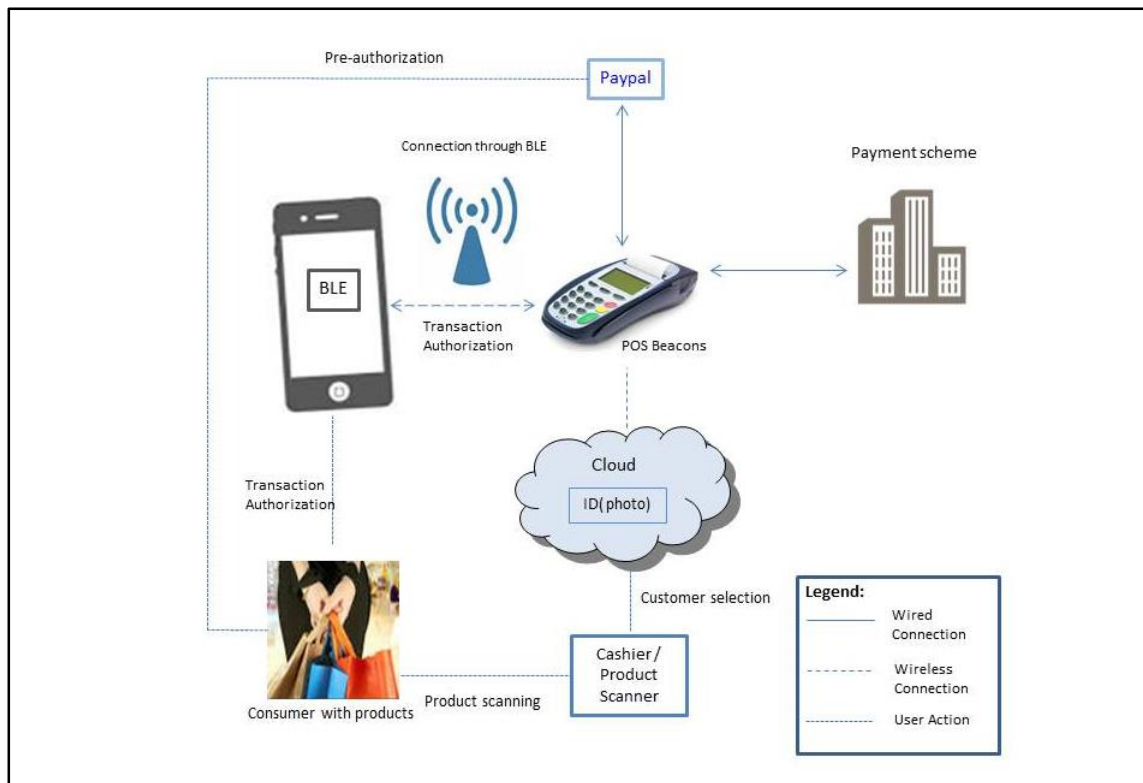 Pre-authorization
Paypal
Connection through BLE
Payment scheme
BLE
Transaction
Authorization
POS Beacons
Cloud
ID( photo)
Transaction
Authorization
Customer selection
Legend:
Wired
Connection
Wireless
Connection
User Action
Cashier /
Product
Scanner
Product scanning
Consumer with products